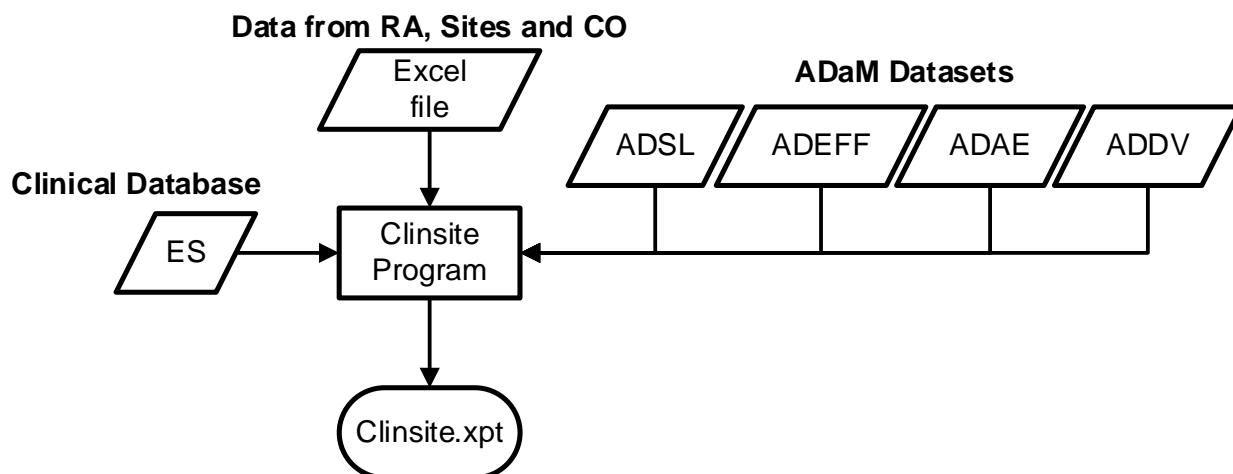 Data from RA, Sites and CO
Excel
file
ADaM Datasets
ADSL
ADEFF
ADAE
ADDV
Clinical Database
ES
Clinsite
Program
Clinsite.xpt